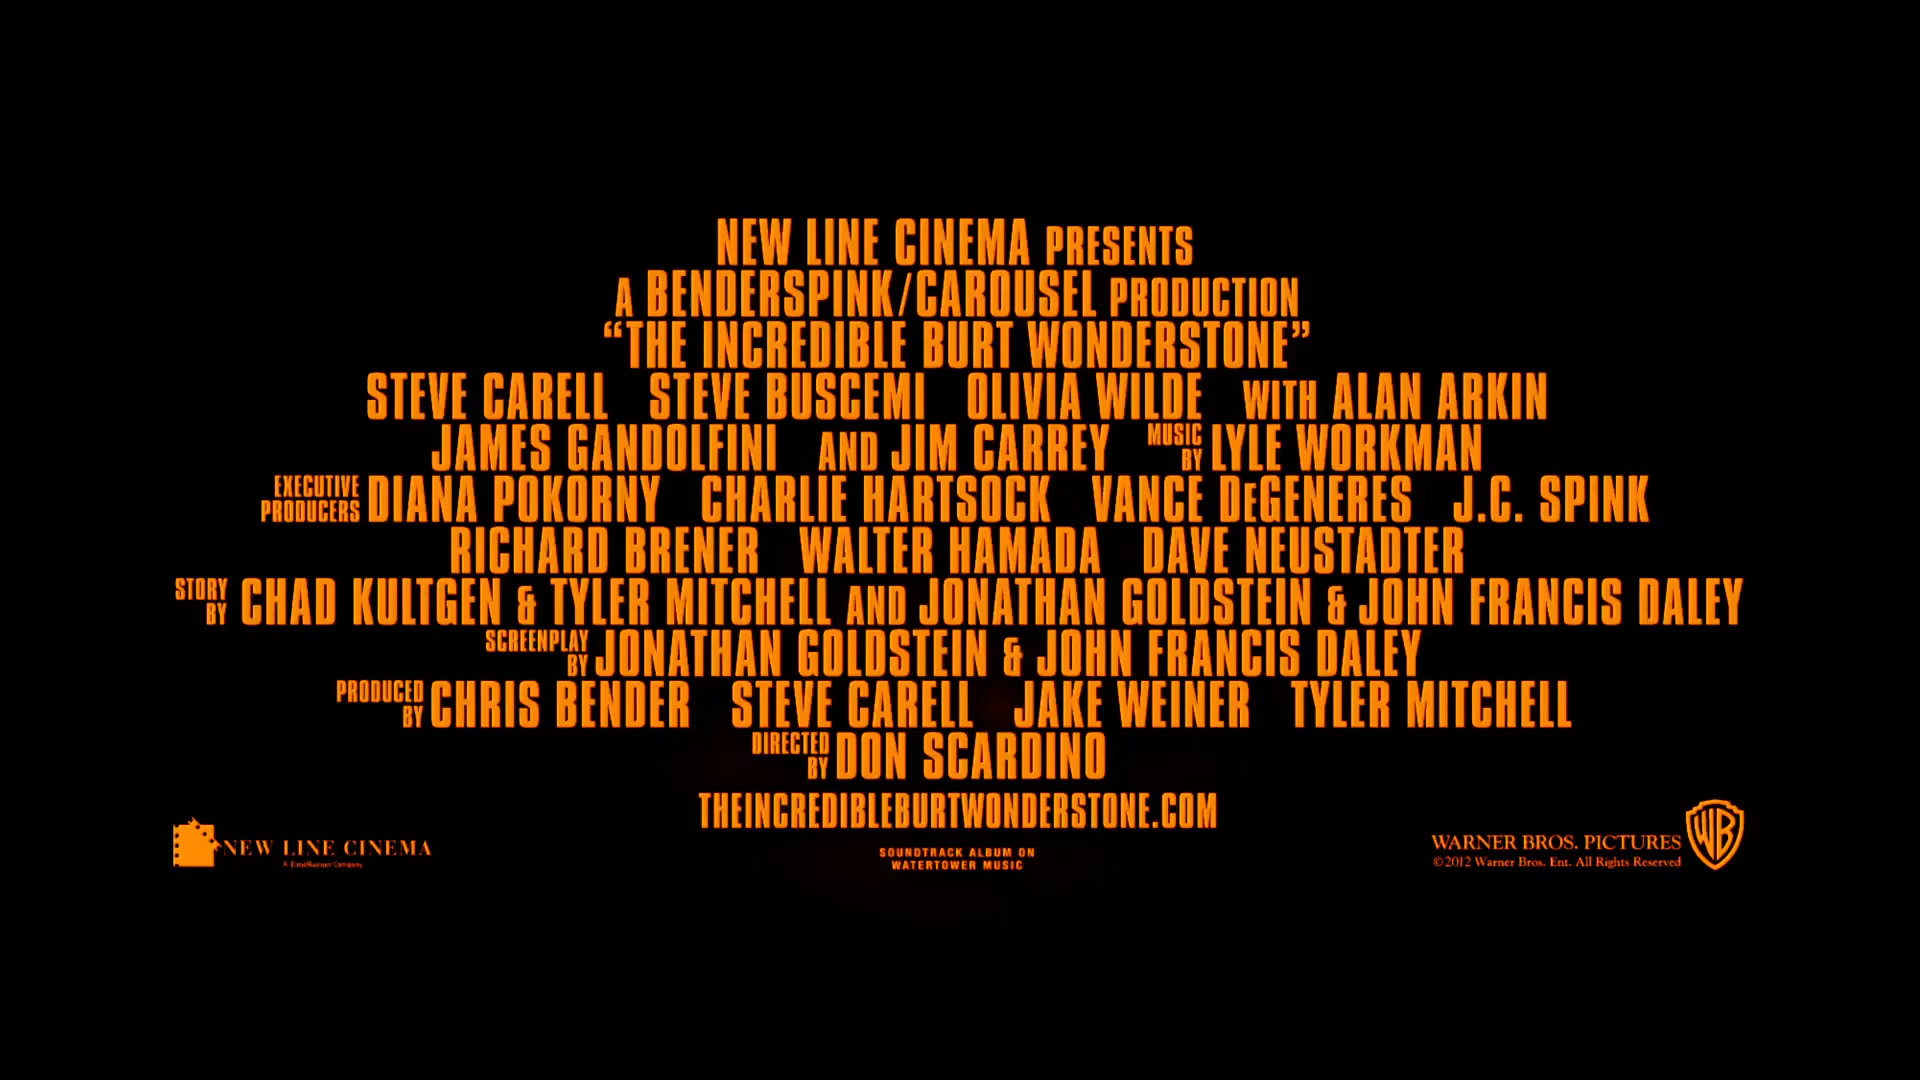 NEW LINE CINEMA PRESENTS
A BENDERSPINK/CAROUSEL PRODUCTION
“THE INCREDIBLE BURT WONDERSTONE”
STEVE CARELL STEVE BUSCEMI OLIVIA WILDE WITH ALAN ARKIN
JAMES GANDOLFINI AND JIM CARREY MUSIC BY LYLE WORKMAN
EXECUTIVE PRODUCERS DIANA POKORNY CHARLIE HARTSOCK VANCE DEGENERES J.C. SPINK
RICHARD BRENER WALTER HAMADA DAVE NEUSTADTER
STORY BY CHAD KULTGEN & TYLER MITCHELL AND JONATHAN GOLDSTEIN & JOHN FRANCIS DALEY
SCREENPLAY BY JONATHAN GOLDSTEIN & JOHN FRANCIS DALEY
PRODUCED BY CHRIS BENDER STEVE CARELL JAKE WEINER TYLER MITCHELL
DIRECTED BY DON SCARDINO
THEINCREDIBLEBURTWONDERSTONE.COM
NEW LINE CINEMA
A TimeWarner Company
SOUNDTRACK ALBUM ON
WATERTOWER MUSIC
WARNER BROS. PICTURES
©2012 Warner Bros. Ent. All Rights Reserved
WB